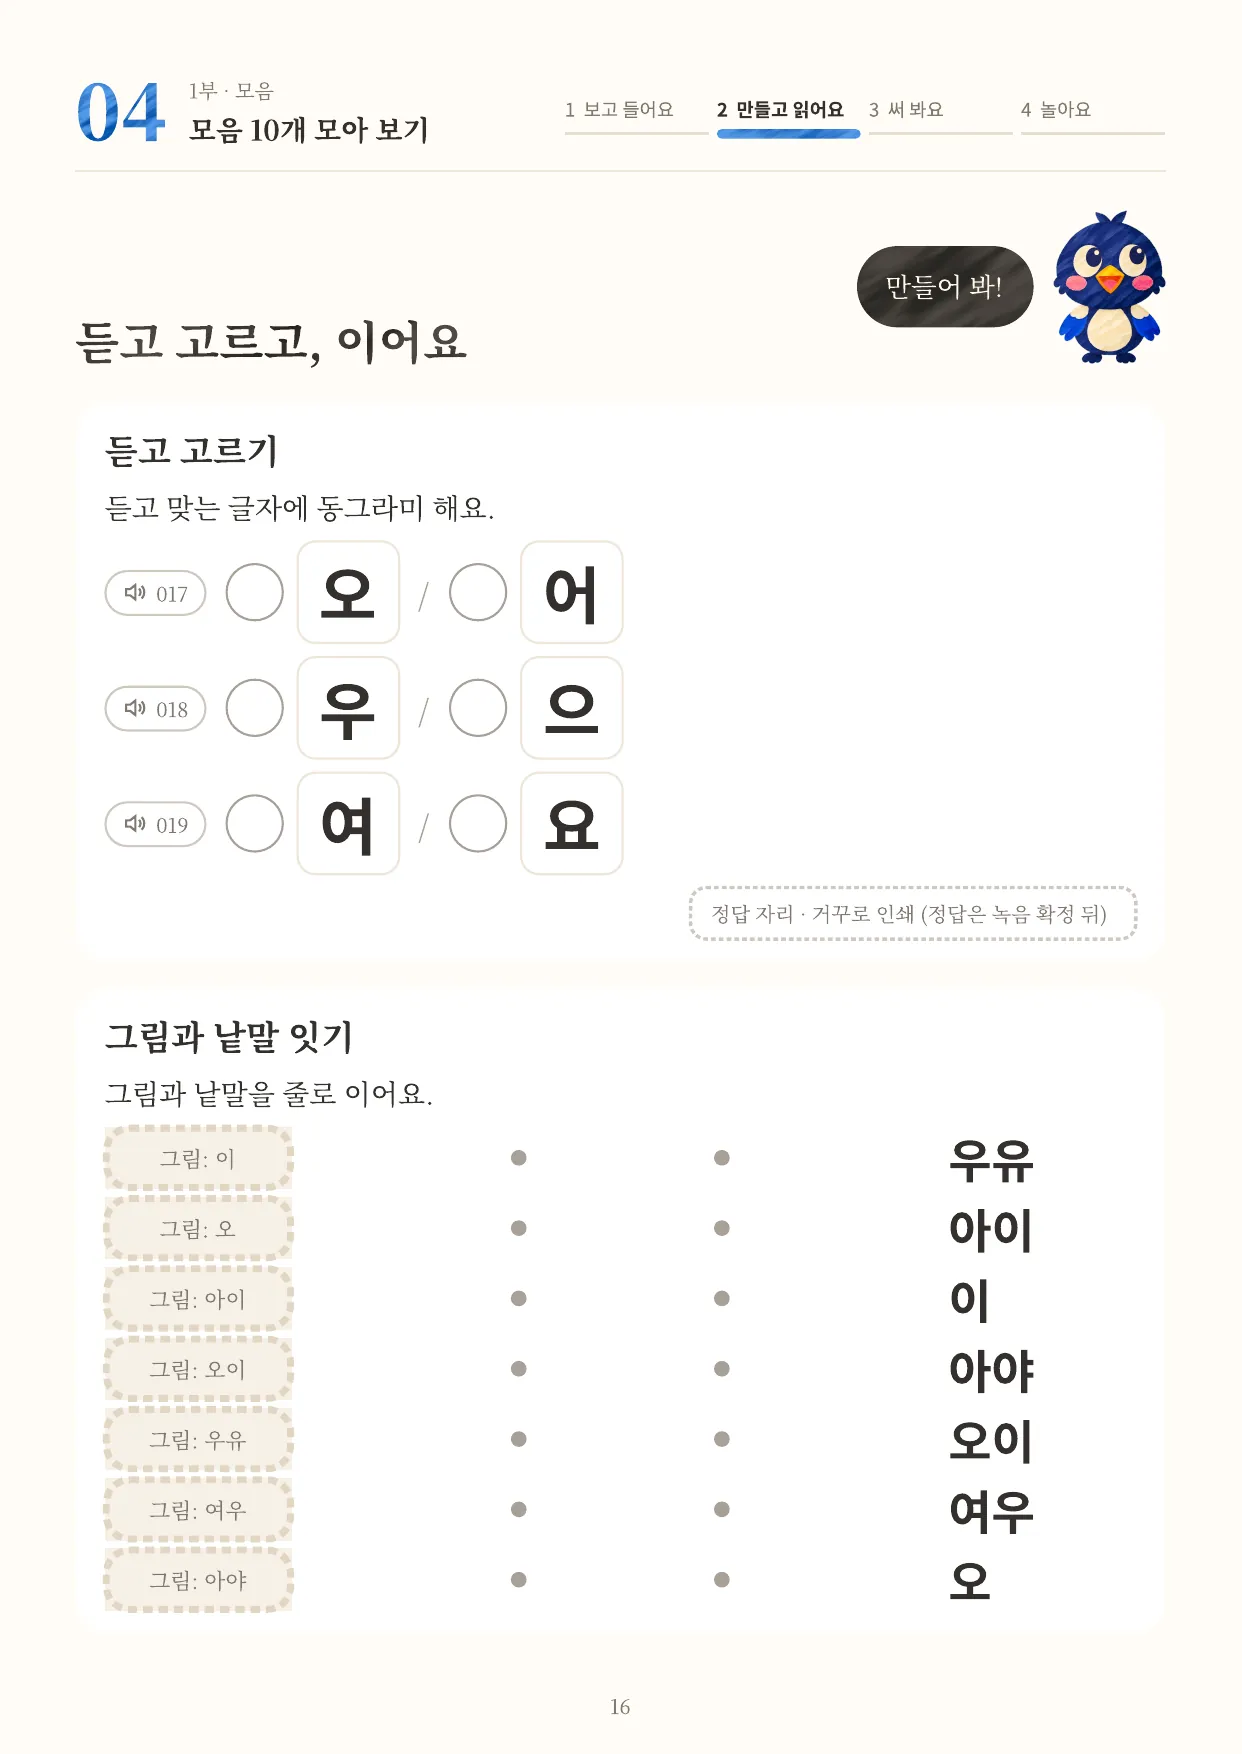 04
1부 · 모음
모음 10개 모아 보기
1 보고 들어요
2 만들고 읽어요
3 써 봐요
4 놀아요
만들어 봐!
듣고 고르고, 이어요
듣고 고르기
듣고 맞는 글자에 동그라미 해요.
017 오 / 어
018 우 / 으
019 여 / 요
정답 자리 · 거꾸로 인쇄 (정답은 녹음 확정 뒤)
그림과 낱말 잇기
그림과 낱말을 줄로 이어요.
그림: 이 우유
그림: 오 아이
그림: 아이 이
그림: 오이 아야
그림: 우유 오이
그림: 여우 여우
그림: 아야 오
16